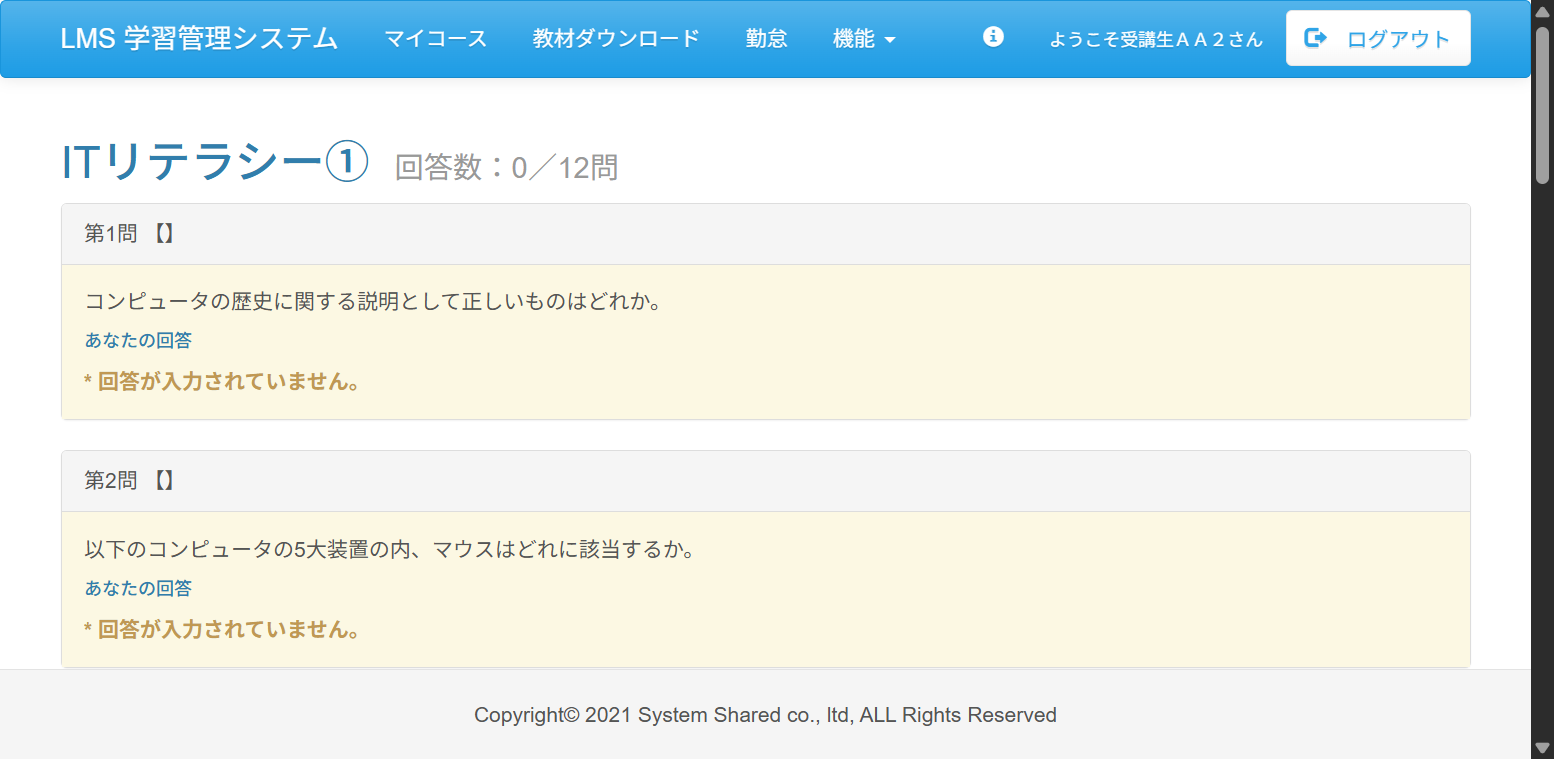 LMS 学習管理システム マイコース 教材ダウンロード 勤怠 機能 ようこそ受講生ＡＡ２さん ログアウト
ITリテラシー① 回答数：0／12問
第1問 【】
コンピュータの歴史に関する説明として正しいものはどれか。
あなたの回答
* 回答が入力されていません。
第2問 【】
以下のコンピュータの5大装置の内、マウスはどれに該当するか。
あなたの回答
* 回答が入力されていません。
Copyright© 2021 System Shared co., ltd, ALL Rights Reserved